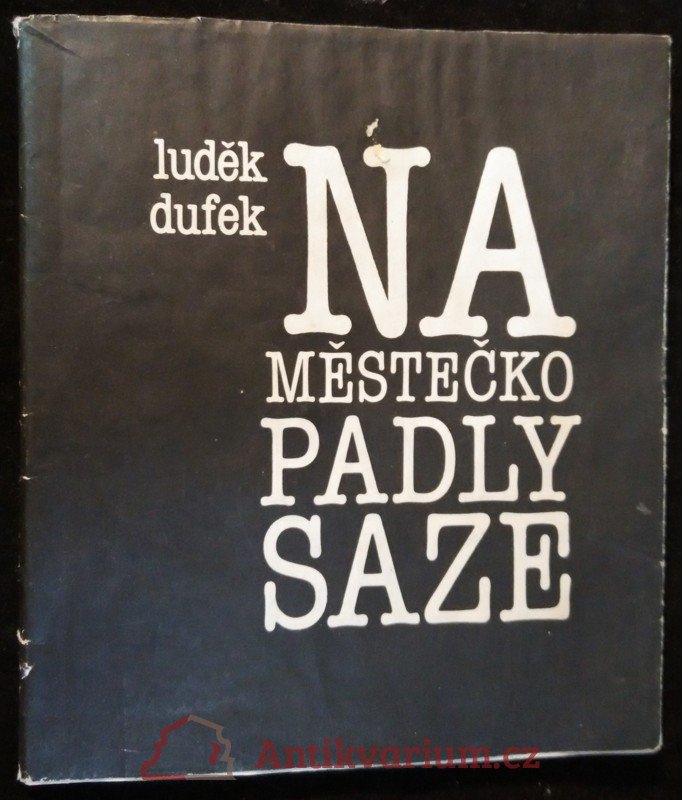 luděk
dufek
NA
MĚSTEČKO
PADLY
SAZE
Antikvarium.cz